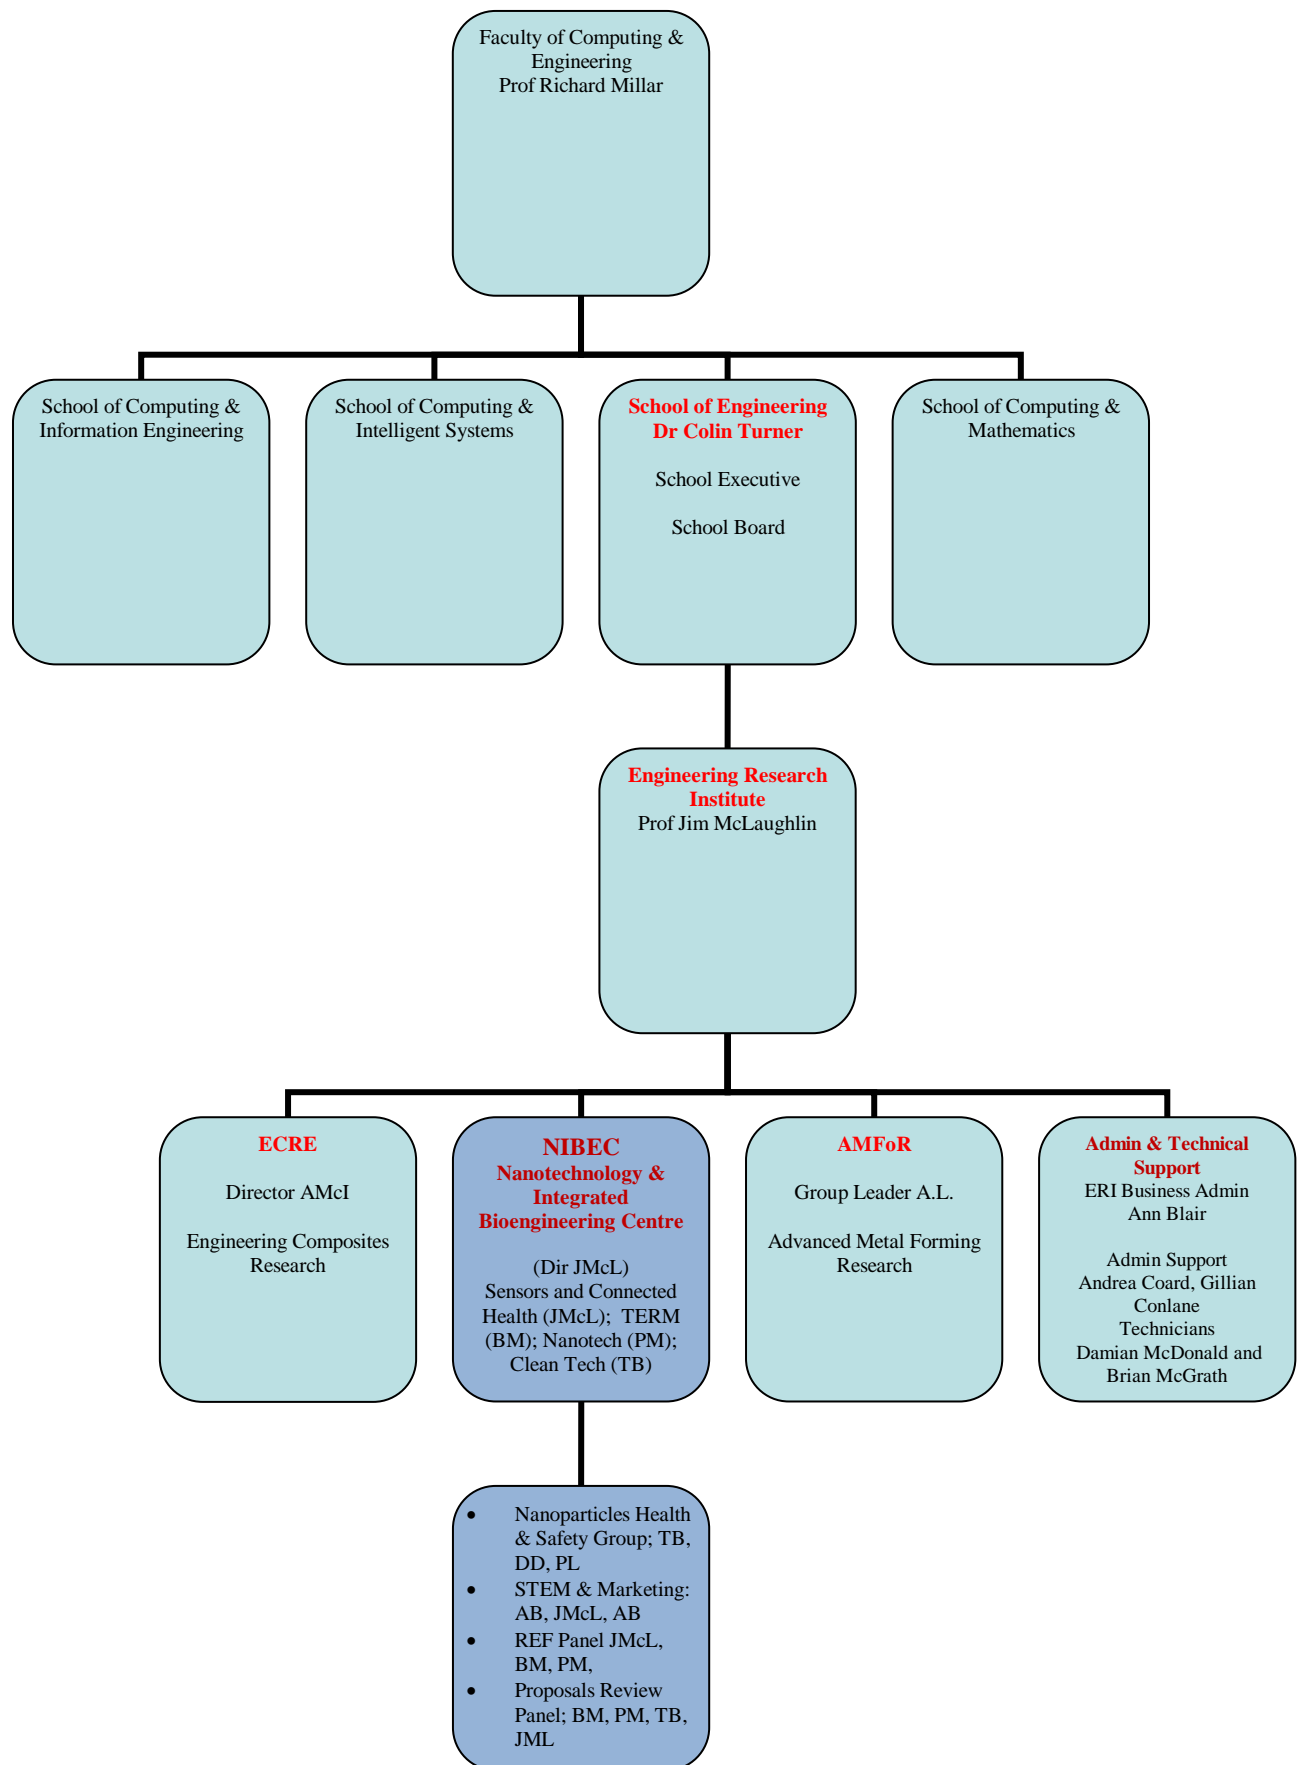 Faculty of Computing &
Engineering
Prof Richard Millar
School of Computing &
Information Engineering
School of Computing &
Intelligent Systems
School of Engineering
Dr Colin Turner
School Executive
School Board
School of Computing &
Mathematics
Engineering Research
Institute
Prof Jim McLaughlin
ECRE
Director AMcI
Engineering Composites
Research
NIBEC
Nanotechnology &
Integrated
Bioengineering Centre
(Dir JMcL)
Sensors and Connected
Health (JMcL);  TERM
(BM); Nanotech (PM);
Clean Tech (TB)
AMFoR
Group Leader A.L.
Advanced Metal Forming
Research
Admin & Technical
Support
ERI Business Admin
Ann Blair
Admin Support
Andrea Coard, Gillian
Conlane
Technicians
Damian McDonald and
Brian McGrath
• Nanoparticles Health
& Safety Group; TB,
DD, PL
• STEM & Marketing:
AB, JMcL, AB
• REF Panel JMcL,
BM, PM,
• Proposals Review
Panel; BM, PM, TB,
JML